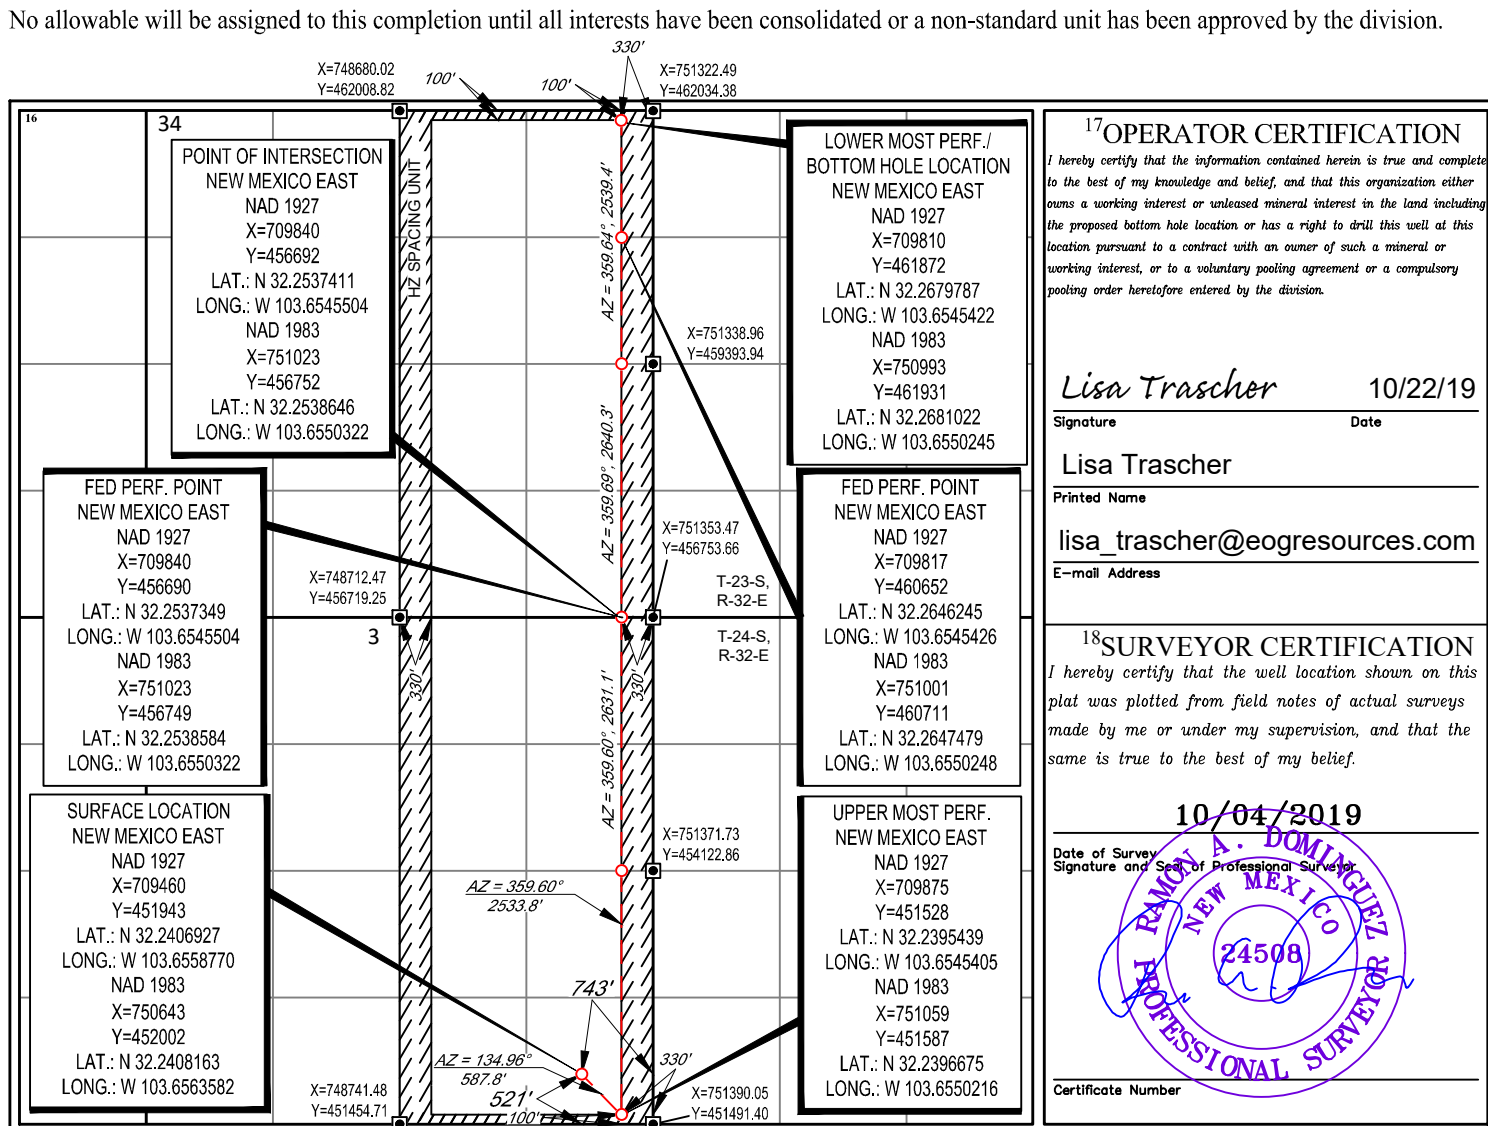 No allowable will be assigned to this completion until all interests have been consolidated or a non-standard unit has been approved by the division.
330'
X=748680.02
Y=462008.82
100'
100'
X=751322.49
Y=462034.38
16
34
POINT OF INTERSECTION
NEW MEXICO EAST
NAD 1927
X=709840
Y=456692
LAT.: N 32.2537411
LONG.: W 103.6545504
NAD 1983
X=751023
Y=456752
LAT.: N 32.2538646
LONG.: W 103.6550322
HZ SPACING UNIT
AZ = 359.64°, 2539.4'
LOWER MOST PERF./
BOTTOM HOLE LOCATION
NEW MEXICO EAST
NAD 1927
X=709810
Y=461872
LAT.: N 32.2679787
LONG.: W 103.6545422
NAD 1983
X=750993
Y=461931
LAT.: N 32.2681022
LONG.: W 103.6550245
X=751338.96
Y=459393.94
AZ = 359.69°, 2640.3'
FED PERF. POINT
NEW MEXICO EAST
NAD 1927
X=709840
Y=456690
LAT.: N 32.2537349
LONG.: W 103.6545504
NAD 1983
X=751023
Y=456749
LAT.: N 32.2538584
LONG.: W 103.6550322
X=748712.47
Y=456719.25
3
X=751353.47
Y=456753.66
T-23-S,
R-32-E
T-24-S,
R-32-E
330'
330'
FED PERF. POINT
NEW MEXICO EAST
NAD 1927
X=709817
Y=460652
LAT.: N 32.2646245
LONG.: W 103.6545426
NAD 1983
X=751001
Y=460711
LAT.: N 32.2647479
LONG.: W 103.6550248
AZ = 359.60°, 2631.1'
SURFACE LOCATION
NEW MEXICO EAST
NAD 1927
X=709460
Y=451943
LAT.: N 32.2406927
LONG.: W 103.6558770
NAD 1983
X=750643
Y=452002
LAT.: N 32.2408163
LONG.: W 103.6563582
X=751371.73
Y=454122.86
AZ = 359.60°
2533.8'
743'
AZ = 134.96°
587.8'
521'
100'
330'
X=748741.48
Y=451454.71
X=751390.05
Y=451491.40
UPPER MOST PERF.
NEW MEXICO EAST
NAD 1927
X=709875
Y=451528
LAT.: N 32.2395439
LONG.: W 103.6545405
NAD 1983
X=751059
Y=451587
LAT.: N 32.2396675
LONG.: W 103.6550216
17 OPERATOR CERTIFICATION
I hereby certify that the information contained herein is true and complete
to the best of my knowledge and belief, and that this organization either
owns a working interest or unleased mineral interest in the land including
the proposed bottom hole location or has a right to drill this well at this
location pursuant to a contract with an owner of such a mineral or
working interest, or to a voluntary pooling agreement or a compulsory
pooling order heretofore entered by the division.
Lisa Trascher 10/22/19
Signature Date
Lisa Trascher
Printed Name
lisa_trascher@eogresources.com
E-mail Address
18 SURVEYOR CERTIFICATION
I hereby certify that the well location shown on this
plat was plotted from field notes of actual surveys
made by me or under my supervision, and that the
same is true to the best of my belief.
10/04/2019
Date of Survey
Signature and Seal of Professional Surveyor
RAMON A. DOMINGUEZ
NEW MEXICO
24508
PROFESSIONAL SURVEYOR
Certificate Number